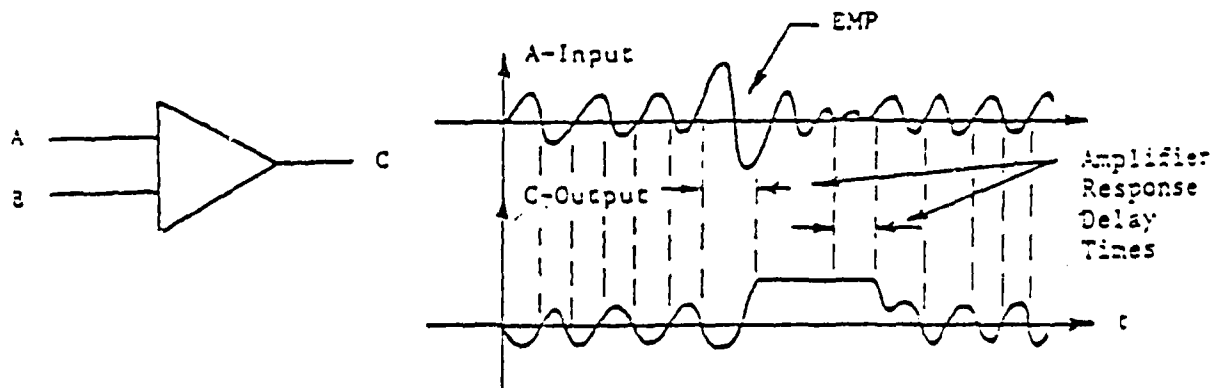 EMP
A-Input
A
B
C
C-Output
Amplifier
Response
Delay
Times
t